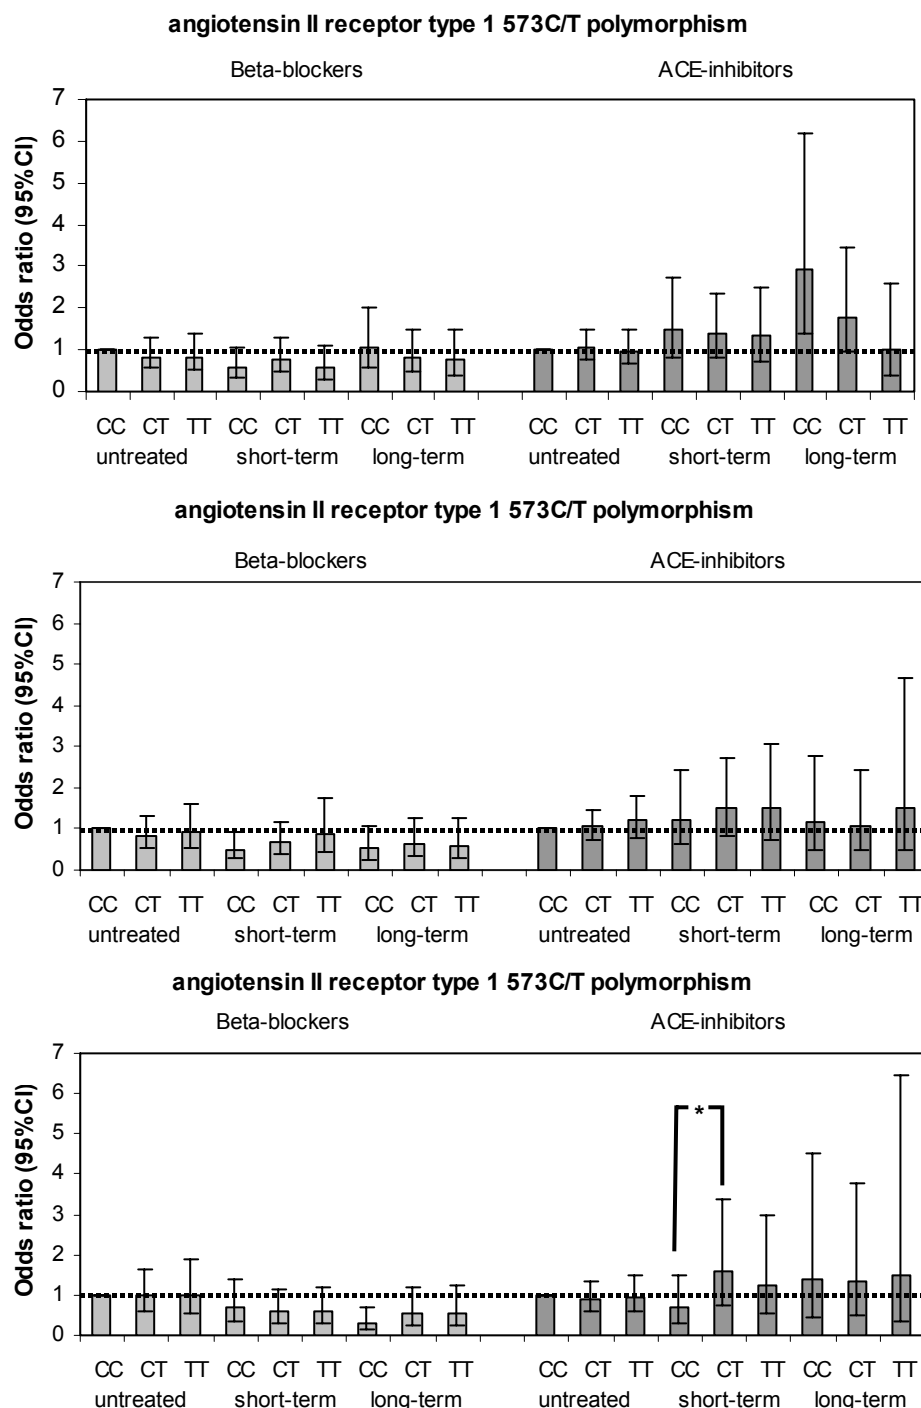 angiotensin II receptor type 1 573C/T polymorphism
Beta-blockers ACE-inhibitors
Odds ratio (95%CI)
7
6
5
4
3
2
1
0
CC CT TT CC CT TT CC CT TT CC CT TT CC CT TT CC CT TT
untreated short-term long-term untreated short-term long-term
angiotensin II receptor type 1 573C/T polymorphism
Beta-blockers ACE-inhibitors
Odds ratio (95%CI)
7
6
5
4
3
2
1
0
CC CT TT CC CT TT CC CT TT CC CT TT CC CT TT CC CT TT
untreated short-term long-term untreated short-term long-term
angiotensin II receptor type 1 573C/T polymorphism
Beta-blockers ACE-inhibitors
Odds ratio (95%CI)
7
6
5
4
3
2
1
0
*
CC CT TT CC CT TT CC CT TT CC CT TT CC CT TT CC CT TT
untreated short-term long-term untreated short-term long-term